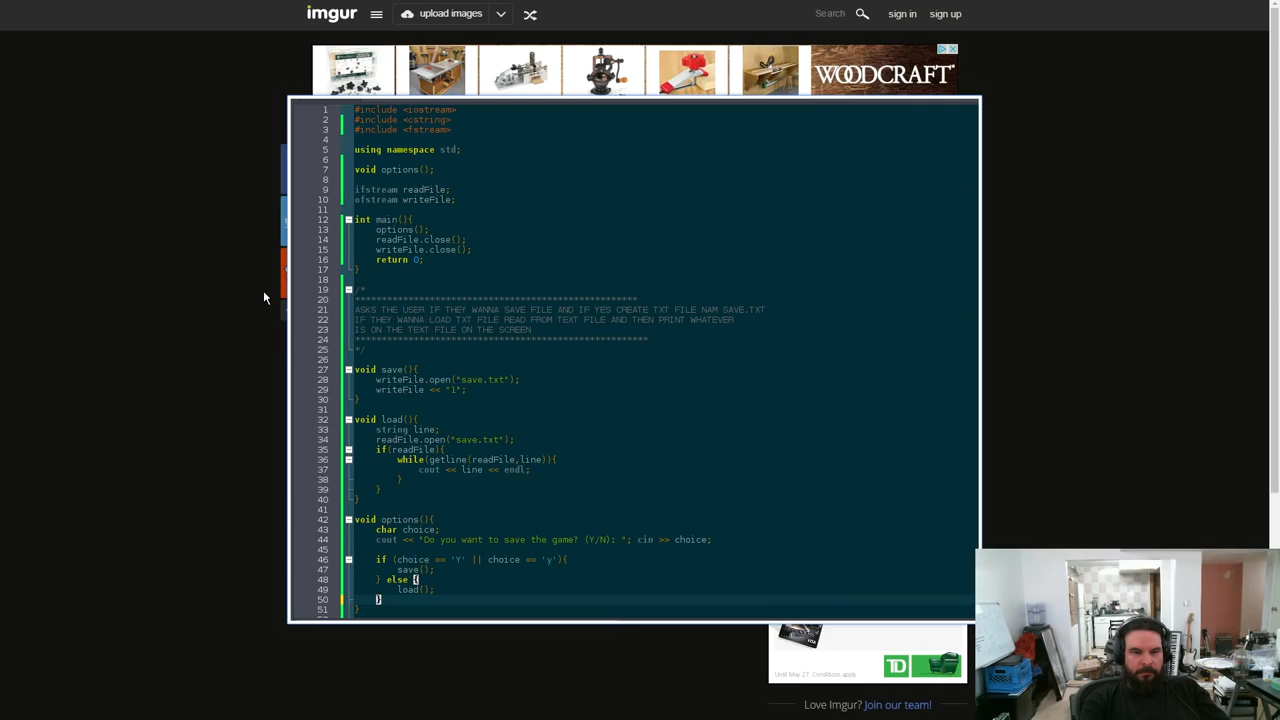 imgur
upload images
Search
sign in
sign up
WOODCRAFT
1 #include <iostream>
2 #include <cstring>
3 #include <fstream>
4
5 using namespace std;
6
7 void options();
8
9 ifstream readFile;
10 ofstream writeFile;
11
12 int main(){
13 options();
14 readFile.close();
15 writeFile.close();
16 return 0;
17 }
18
19 /*
20 *****************************************************
21 ASKS THE USER IF THEY WANNA SAVE FILE AND IF YES CREATE TXT FILE NAM SAVE.TXT
22 IF THEY WANNA LOAD TXT FILE READ FROM TEXT FILE AND THEN PRINT WHATEVER
23 IS ON THE TEXT FILE ON THE SCREEN
24 *******************************************************
25 */
26
27 void save(){
28 writeFile.open("save.txt");
29 writeFile << "1";
30 }
31
32 void load(){
33 string line;
34 readFile.open("save.txt");
35 if(readFile){
36 while(getline(readFile,line)){
37 cout << line << endl;
38 }
39 }
40 }
41
42 void options(){
43 char choice;
44 cout << "Do you want to save the game? (Y/N): "; cin >> choice;
45
46 if (choice == 'Y' || choice == 'y'){
47 save();
48 } else {
49 load();
50 }
51 }
TD
Until May 27. Conditions apply
Love Imgur? Join our team!